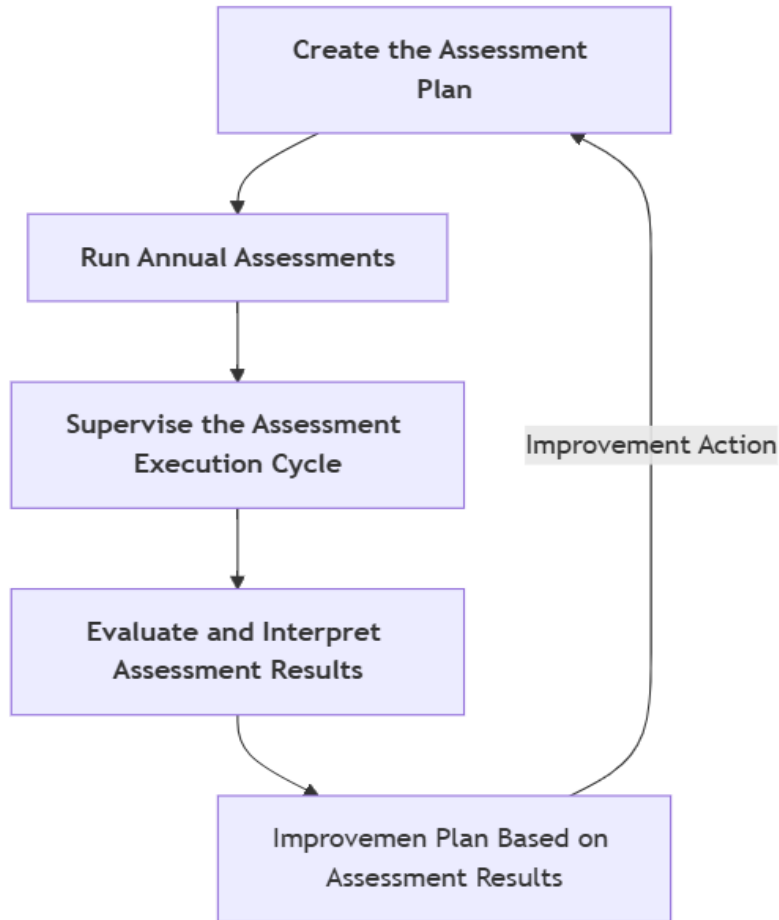 Create the Assessment
Plan
Run Annual Assessments
Supervise the Assessment
Execution Cycle
Improvement Action
Evaluate and Interpret
Assessment Results
Improvemen Plan Based on
Assessment Results